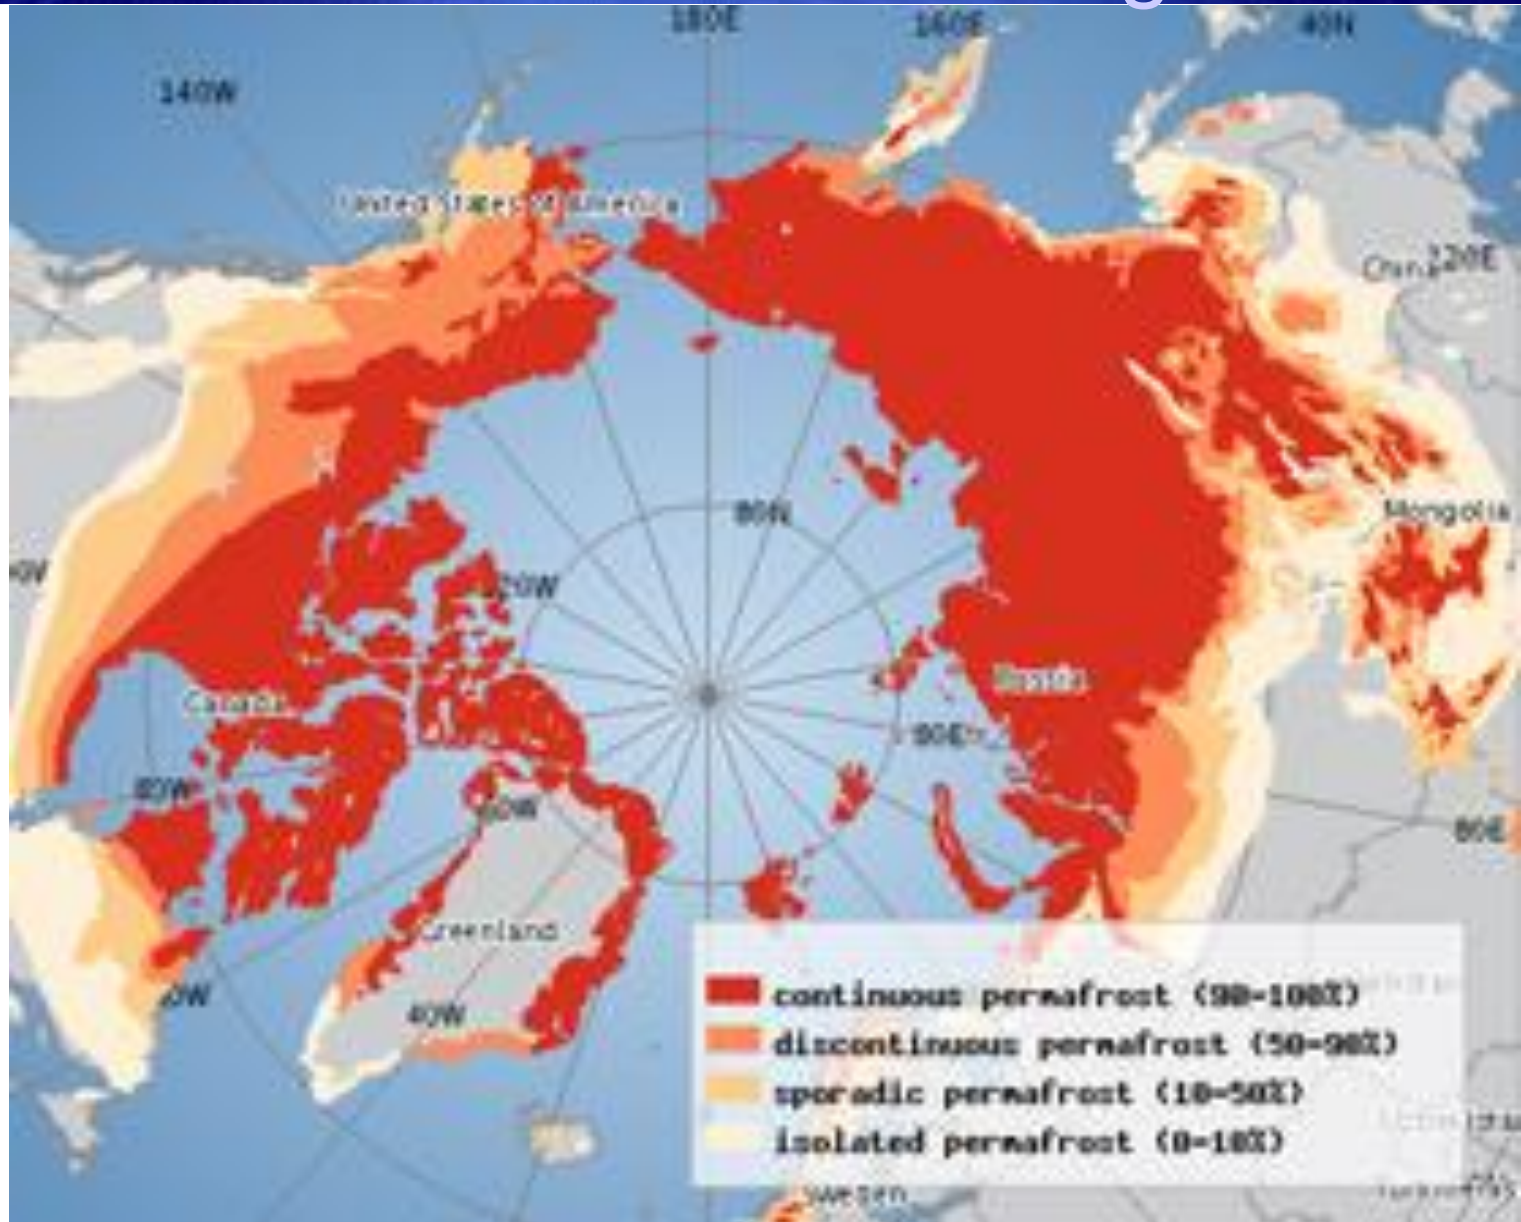 180E
160E
40N
140W
United States of America
China
120E
Mongolia
80N
120W
Russia
Canada
80E
80W
60W
80E
Greenland
40W
continuous permafrost (90-100%)
discontinuous permafrost (50-90%)
sporadic permafrost (10-50%)
isolated permafrost (0-10%)
Sweden